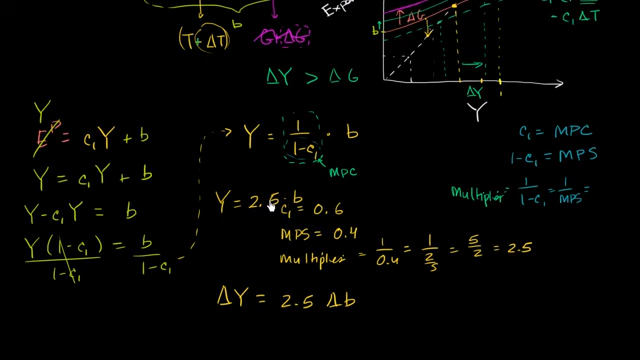 b
(T + ΔT)
G + ΔG
Expe
ΔG
b
- c₁ ΔT
ΔY > ΔG
ΔY
Y
Y
Eᴾ = c₁Y + b
Y = c₁Y + b
Y - c₁Y = b
Y(1-c₁) = b
1-c₁ 1-c₁
Y = 1/(1-c₁) · b
MPC
Y = 2.5 · b
c₁ = 0.6
MPS = 0.4
multiplier = 1/0.4 = 1/(2/5) = 5/2 = 2.5
ΔY = 2.5 Δb
c₁ = MPC
1-c₁ = MPS
Multiplier = 1/(1-c₁) = 1/MPS =